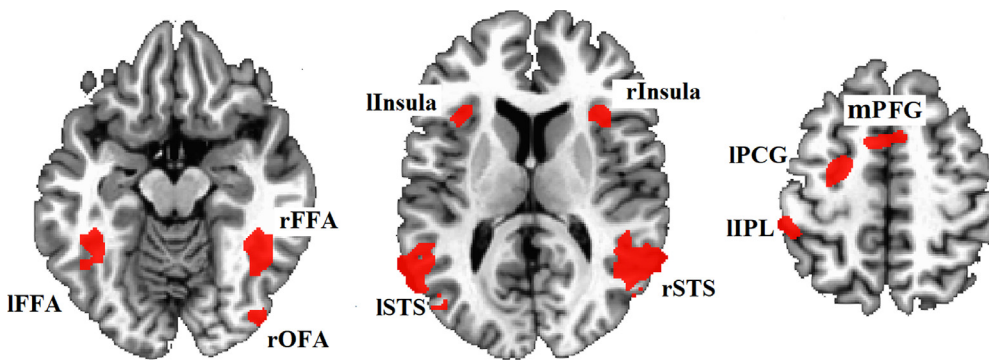 lInsula
rInsula
mPFG
lPCG
rFFA
lIPL
lFFA
lSTS
rSTS
rOFA